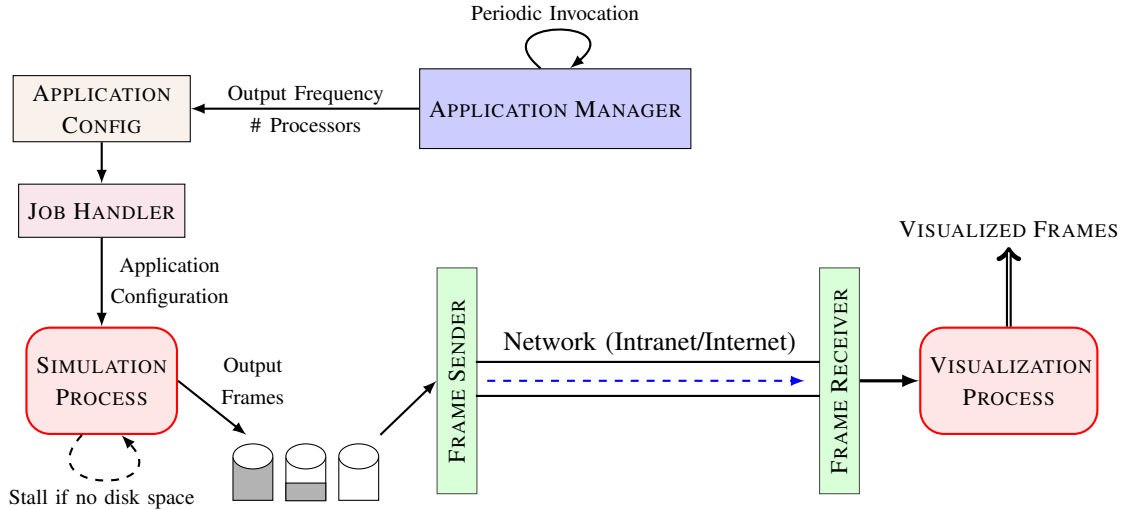 Periodic Invocation
APPLICATION
CONFIG
Output Frequency
# Processors
APPLICATION MANAGER
JOB HANDLER
Application
Configuration
SIMULATION
PROCESS
Stall if no disk space
Output
Frames
FRAME SENDER
Network (Intranet/Internet)
FRAME RECEIVER
VISUALIZED FRAMES
VISUALIZATION
PROCESS